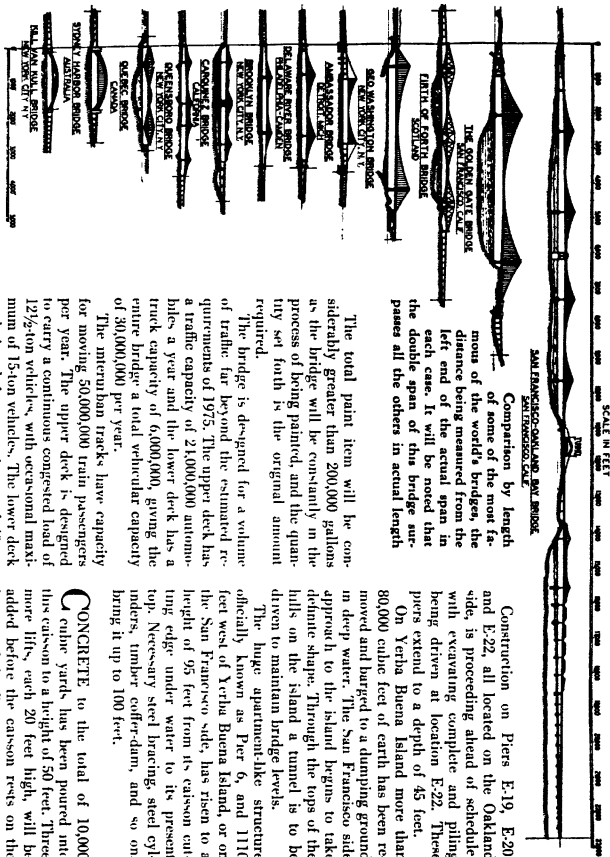 SCALE IN FEET
TUNNEL
SAN FRANCISCO-OAKLAND BAY BRIDGE
SAN FRANCISCO, CALIF.
THE GOLDEN GATE BRIDGE
SAN FRANCISCO, CALIF.
FIRTH OF FORTH BRIDGE
SCOTLAND
GEO WASHINGTON BRIDGE
NEW YORK CITY, N.Y.
AMBASSADOR BRIDGE
DETROIT, MICH
DELAWARE RIVER BRIDGE
PHILADELPHIA-CAMDEN
BROOKLYN BRIDGE
NEW YORK CITY, N.Y.
CARQUINEZ BRIDGE
CALIFORNIA
QUEENSBORO BRIDGE
NEW YORK CITY, N.Y.
QUEBEC BRIDGE
CANADA
SYDNEY HARBOR BRIDGE
AUSTRALIA
KILL VAN KULL BRIDGE
NEW YORK CITY N.Y.
Comparison by length
of some of the most fa-
mous of the world's bridges, the
distance being measured from the
left end of the actual span in
each case. It will be noted that
the double span of this bridge sur-
passes all the others in actual length
The total paint item will be con-
siderably greater than 200,000 gallons
as the bridge will be constantly in the
process of being painted, and the quan-
tity set forth is the original amount
required.
The bridge is designed for a volume
of traffic far beyond the estimated re-
quirements of 1975. The upper deck has
a traffic capacity of 24,000,000 automo-
biles a year and the lower deck has a
truck capacity of 6,000,000, giving the
entire bridge a total vehicular capacity
of 30,000,000 per year.
The interurban tracks have capacity
for moving 50,000,000 train passengers
per year. The upper deck is designed
to carry a continuous congested load of
12½-ton vehicles, with occasional maxi-
mum of 15-ton vehicles. The lower deck
Construction on Piers E-19, E-20
and E-22, all located on the Oakland
side, is proceeding ahead of schedule
with excavating complete and piling
being driven at location E-22. These
piers extend to a depth of 45 feet.
On Yerba Buena Island more than
80,000 cubic feet of earth has been re
moved and barged to a dumping ground
in deep water. The San Francisco side
approach to the island begins to take
definite shape. Through the tops of the
hills on the island a tunnel is to be
driven to maintain bridge levels.
The huge apartment-like structure
officially known as Pier 6, and 1110
feet west of Yerba Buena Island, or on
the San Francisco side, has risen to a
height of 95 feet from its caisson cut-
ting edge under water to its present
top. Necessary steel bracing, steel cyl-
inders, timber coffer-dam, and so on
bring it up to 100 feet.
CONCRETE to the total of 10,000
cubic yards has been poured into
this caisson to a height of 50 feet. Three
more lifts, each 20 feet high, will be
added before the caisson rests on the